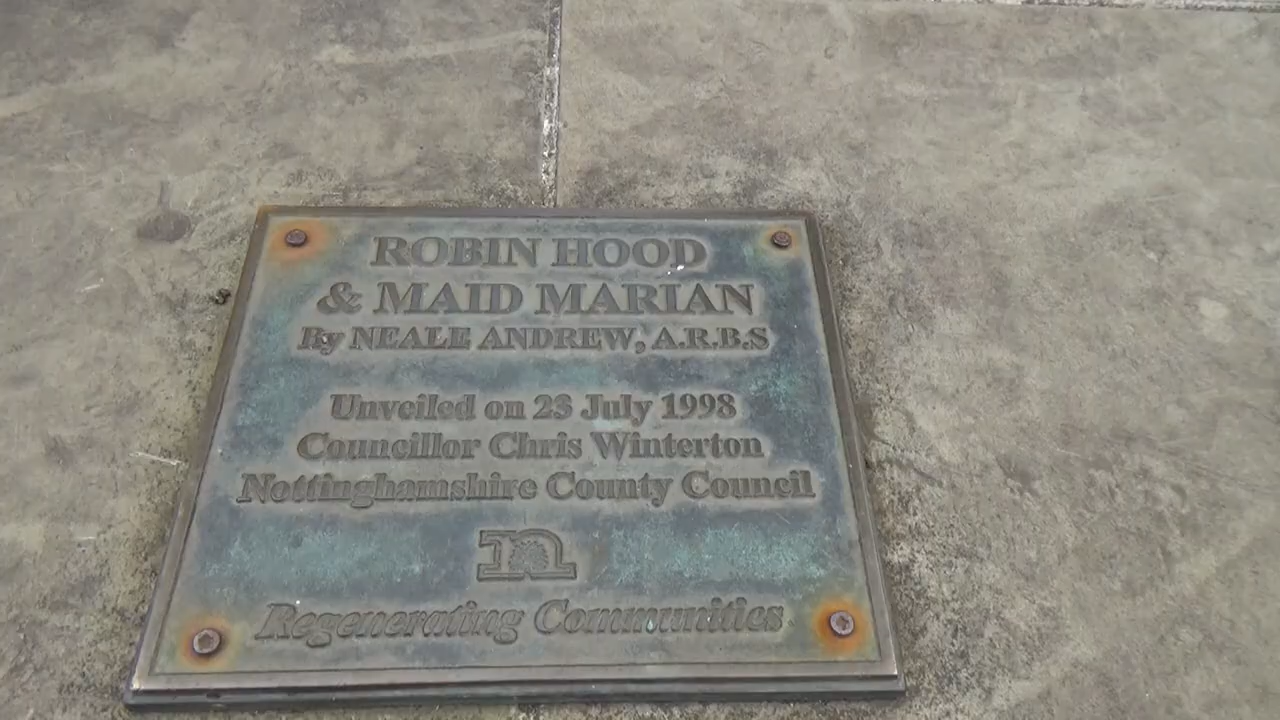 ROBIN HOOD
& MAID MARIAN
By NEALE ANDREW, A.R.B.S
Unveiled on 23 July 1998
Councillor Chris Winterton
Nottinghamshire County Council
n
Regenerating Communities